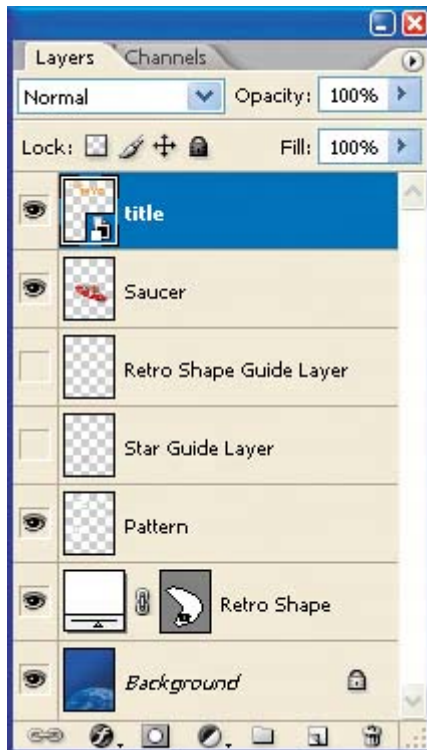 Layers Channels
Normal Opacity: 100%
Lock: Fill: 100%
title
Saucer
Retro Shape Guide Layer
Star Guide Layer
Pattern
Retro Shape
Background